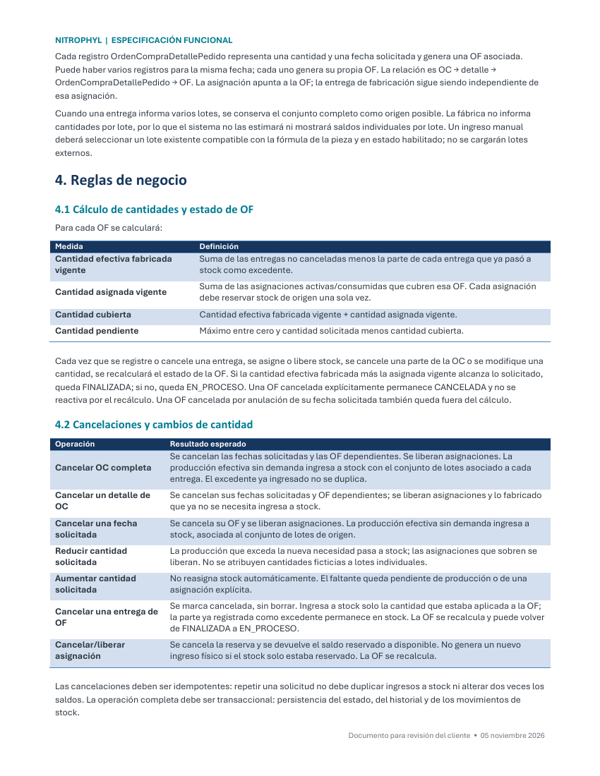 NITROPHYL | ESPECIFICACIÓN FUNCIONAL
Cada registro OrdenCompraDetallePedido representa una cantidad y una fecha solicitada y genera una OF asociada.
Puede haber varios registros para la misma fecha; cada uno genera su propia OF. La relación es OC → detalle →
OrdenCompraDetallePedido → OF. La asignación apunta a la OF; la entrega de fabricación sigue siendo independiente de
esa asignación.
Cuando una entrega informa varios lotes, se conserva el conjunto completo como origen posible. La fábrica no informa
cantidades por lote, por lo que el sistema no las estimará ni mostrará saldos individuales por lote. Un ingreso manual
deberá seleccionar un lote existente compatible con la fórmula de la pieza y en estado habilitado; no se cargarán lotes
externos.
4. Reglas de negocio
4.1 Cálculo de cantidades y estado de OF
Para cada OF se calculará:
Medida Definición
Cantidad efectiva fabricada vigente Suma de las entregas no canceladas menos la parte de cada entrega que ya pasó a
stock como excedente.
Cantidad asignada vigente Suma de las asignaciones activas/consumidas que cubren esa OF. Cada asignación
debe reservar stock de origen una sola vez.
Cantidad cubierta Cantidad efectiva fabricada vigente + cantidad asignada vigente.
Cantidad pendiente Máximo entre cero y cantidad solicitada menos cantidad cubierta.
Cada vez que se registre o cancele una entrega, se asigne o libere stock, se cancele una parte de la OC o se modifique una
cantidad, se recalculará el estado de la OF. Si la cantidad efectiva fabricada más la asignada vigente alcanza lo solicitado,
queda FINALIZADA; si no, queda EN_PROCESO. Una OF cancelada explícitamente permanece CANCELADA y no se
reactiva por el recálculo. Una OF cancelada por anulación de su fecha solicitada también queda fuera del cálculo.
4.2 Cancelaciones y cambios de cantidad
Operación Resultado esperado
Cancelar OC completa Se cancelan las fechas solicitadas y las OF dependientes. Se liberan asignaciones. La
producción efectiva sin demanda ingresa a stock con el conjunto de lotes asociado a cada
entrega. El excedente ya ingresado no se duplica.
Cancelar un detalle de OC Se cancelan sus fechas solicitadas y OF dependientes; se liberan asignaciones y lo fabricado
que ya no se necesita ingresa a stock.
Cancelar una fecha solicitada Se cancela su OF y se liberan asignaciones. La producción efectiva sin demanda ingresa a
stock, asociada al conjunto de lotes de origen.
Reducir cantidad solicitada La producción que exceda la nueva necesidad pasa a stock; las asignaciones que sobren se
liberan. No se atribuyen cantidades ficticias a lotes individuales.
Aumentar cantidad solicitada No reasigna stock automáticamente. El faltante queda pendiente de producción o de una
asignación explícita.
Cancelar una entrega de OF Se marca cancelada, sin borrar. Ingresa a stock solo la cantidad que estaba aplicada a la OF;
la parte ya registrada como excedente permanece en stock. La OF se recalcula y puede volver
de FINALIZADA a EN_PROCESO.
Cancelar/liberar asignación Se cancela la reserva y se devuelve el saldo reservado a disponible. No genera un nuevo
ingreso físico si el stock solo estaba reservado. La OF se recalcula.
Las cancelaciones deben ser idempotentes: repetir una solicitud no debe duplicar ingresos a stock ni alterar dos veces los
saldos. La operación completa debe ser transaccional: persistencia del estado, del historial y de los movimientos de
stock.
Documento para revisión del cliente • 05 noviembre 2026